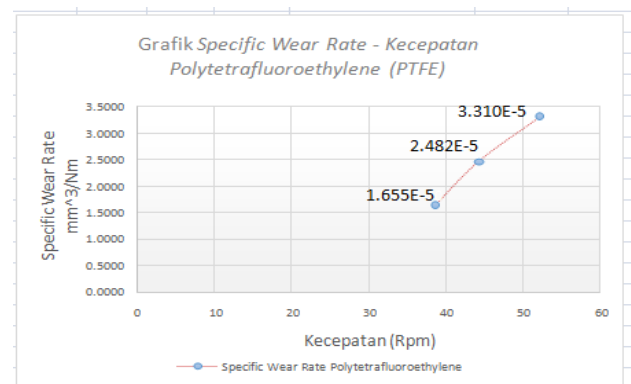 Grafik Specific Wear Rate - Kecepatan
Polytetrafluoroethylene (PTFE)
Specific Wear Rate
mm^3/Nm
3.5000
3.0000
2.5000
2.0000
1.5000
1.0000
0.5000
0.0000
3.310E-5
2.482E-5
1.655E-5
0
10
20
30
40
50
60
Kecepatan (Rpm)
Specific Wear Rate Polytetrafluoroethylene